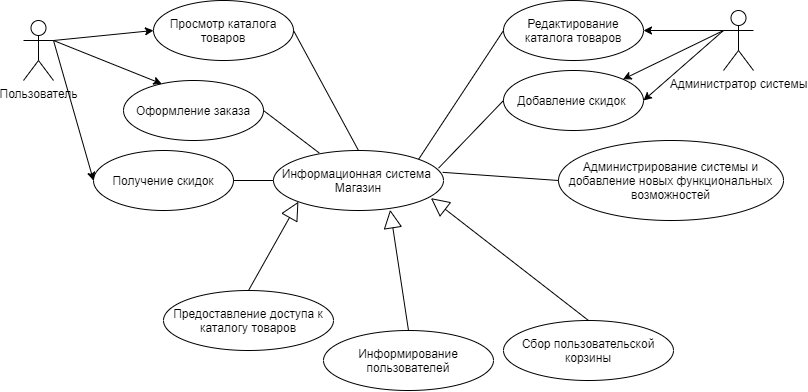 Просмотр каталога
товаров
Редактирование
каталога товаров
Пользователь
Администратор системы
Оформление заказа
Добавление скидок
Получение скидок
Информационная система
Магазин
Администрирование системы и
добавление новых функциональных
возможностей
Предоставление доступа к
каталогу товаров
Информирование
пользователей
Сбор пользовательской
корзины